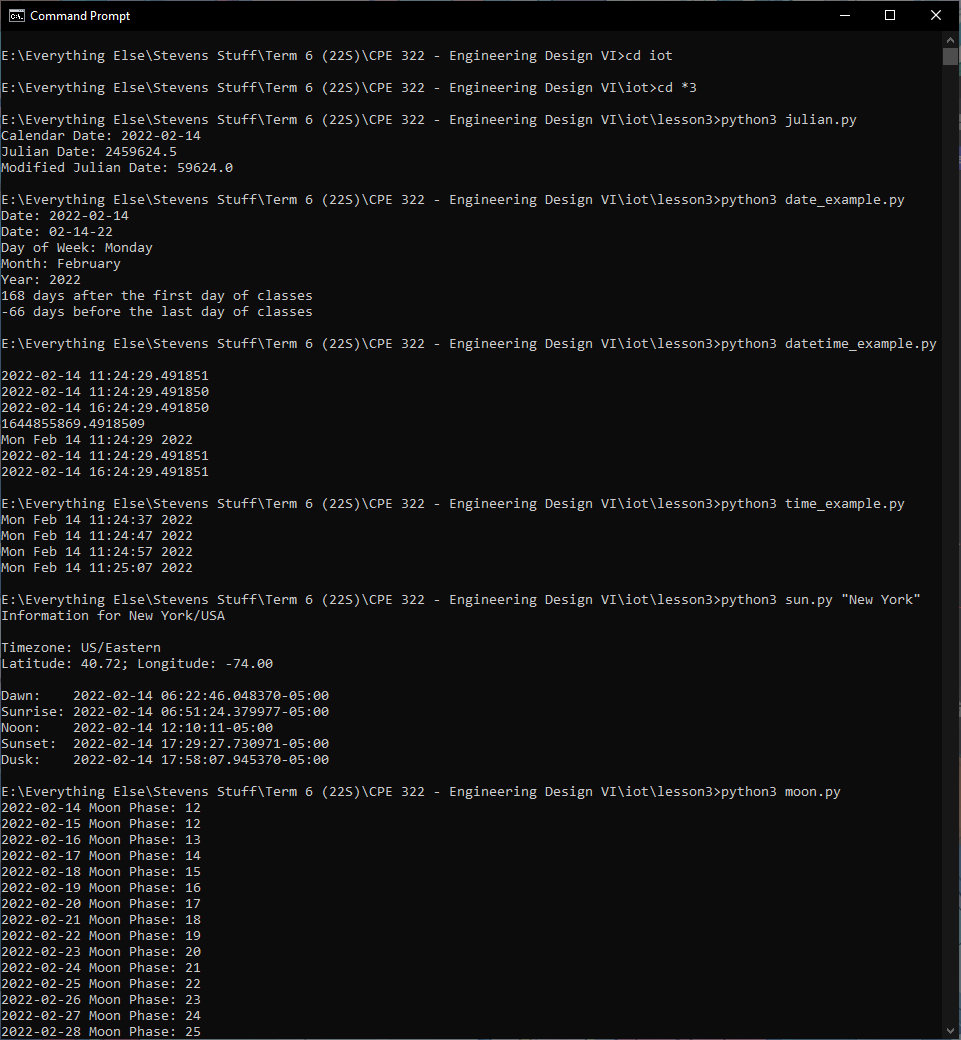 Command Prompt
E:\Everything Else\Stevens Stuff\Term 6 (22S)\CPE 322 - Engineering Design VI>cd iot
E:\Everything Else\Stevens Stuff\Term 6 (22S)\CPE 322 - Engineering Design VI\iot>cd *3
E:\Everything Else\Stevens Stuff\Term 6 (22S)\CPE 322 - Engineering Design VI\iot\lesson3>python3 julian.py
Calendar Date: 2022-02-14
Julian Date: 2459624.5
Modified Julian Date: 59624.0
E:\Everything Else\Stevens Stuff\Term 6 (22S)\CPE 322 - Engineering Design VI\iot\lesson3>python3 date_example.py
Date: 2022-02-14
Date: 02-14-22
Day of Week: Monday
Month: February
Year: 2022
168 days after the first day of classes
-66 days before the last day of classes
E:\Everything Else\Stevens Stuff\Term 6 (22S)\CPE 322 - Engineering Design VI\iot\lesson3>python3 datetime_example.py
2022-02-14 11:24:29.491851
2022-02-14 11:24:29.491850
2022-02-14 16:24:29.491850
1644855869.4918509
Mon Feb 14 11:24:29 2022
2022-02-14 11:24:29.491851
2022-02-14 16:24:29.491851
E:\Everything Else\Stevens Stuff\Term 6 (22S)\CPE 322 - Engineering Design VI\iot\lesson3>python3 time_example.py
Mon Feb 14 11:24:37 2022
Mon Feb 14 11:24:47 2022
Mon Feb 14 11:24:57 2022
Mon Feb 14 11:25:07 2022
E:\Everything Else\Stevens Stuff\Term 6 (22S)\CPE 322 - Engineering Design VI\iot\lesson3>python3 sun.py "New York"
Information for New York/USA
Timezone: US/Eastern
Latitude: 40.72; Longitude: -74.00
Dawn:    2022-02-14 06:22:46.048370-05:00
Sunrise: 2022-02-14 06:51:24.379977-05:00
Noon:    2022-02-14 12:10:11-05:00
Sunset:  2022-02-14 17:29:27.730971-05:00
Dusk:    2022-02-14 17:58:07.945370-05:00
E:\Everything Else\Stevens Stuff\Term 6 (22S)\CPE 322 - Engineering Design VI\iot\lesson3>python3 moon.py
2022-02-14 Moon Phase: 12
2022-02-15 Moon Phase: 12
2022-02-16 Moon Phase: 13
2022-02-17 Moon Phase: 14
2022-02-18 Moon Phase: 15
2022-02-19 Moon Phase: 16
2022-02-20 Moon Phase: 17
2022-02-21 Moon Phase: 18
2022-02-22 Moon Phase: 19
2022-02-23 Moon Phase: 20
2022-02-24 Moon Phase: 21
2022-02-25 Moon Phase: 22
2022-02-26 Moon Phase: 23
2022-02-27 Moon Phase: 24
2022-02-28 Moon Phase: 25